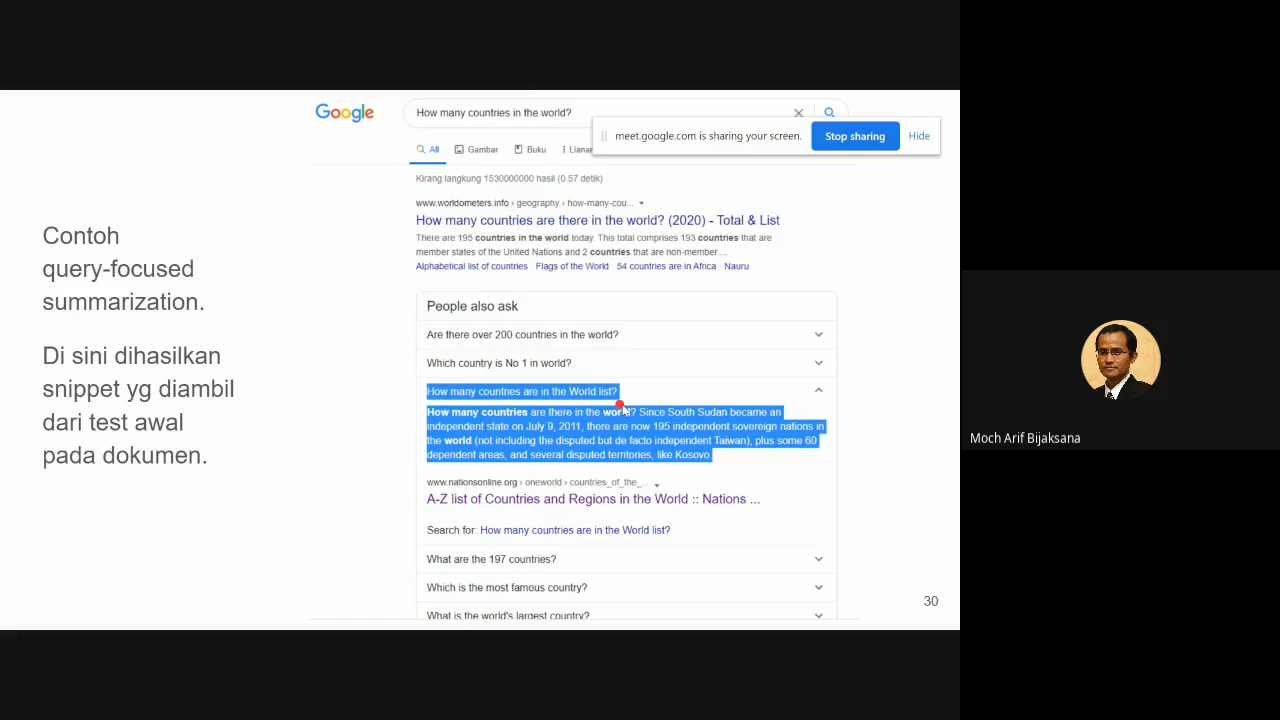 Contoh
query-focused
summarization.
Di sini dihasilkan
snippet yg diambil
dari test awal
pada dokumen.
Google
How many countries in the world?
meet.google.com is sharing your screen.
Stop sharing
Hide
All
Gambar
Buku
Kirang langkung 1530000000 hasil (0.57 detik)
www.worldometers.info › geography › how-many-cou...
How many countries are there in the world? (2020) - Total & List
There are 195 countries in the world today. This total comprises 193 countries that are
member states of the United Nations and 2 countries that are non-member ...
Alphabetical list of countries · Flags of the World · 54 countries are in Africa · Nauru
People also ask
Are there over 200 countries in the world?
Which country is No 1 in world?
How many countries are in the World list?
How many countries are there in the world? Since South Sudan became an
independent state on July 9, 2011, there are now 195 independent sovereign nations in
the world (not including the disputed but de facto independent Taiwan), plus some 60
dependent areas, and several disputed territories, like Kosovo
www.nationsonline.org › oneworld › countries_of_the_...
A-Z list of Countries and Regions in the World :: Nations ...
Search for: How many countries are in the World list?
What are the 197 countries?
Which is the most famous country?
What is the world's largest country?
30
Moch Arif Bijaksana